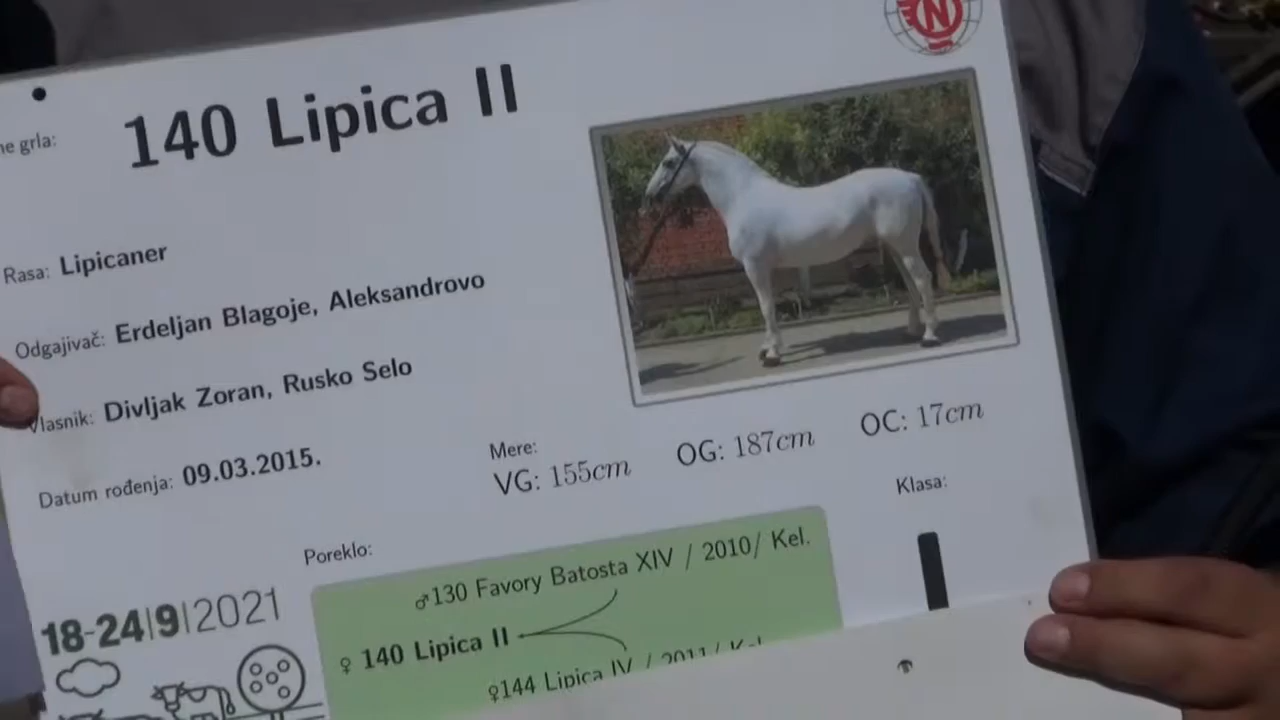 N
ne grla: 140 Lipica II
Rasa: Lipicaner
Odgajivač: Erdeljan Blagoje, Aleksandrovo
Vlasnik: Divljak Zoran, Rusko Selo
Datum rođenja: 09.03.2015.
Mere:
VG: 155cm OG: 187cm OC: 17cm
Klasa:
I
Poreklo:
♂130 Favory Batosta XIV / 2010/ Kel.
♀ 140 Lipica II
♀144 Lipica IV / 2011/ Kel
18-24|9|2021